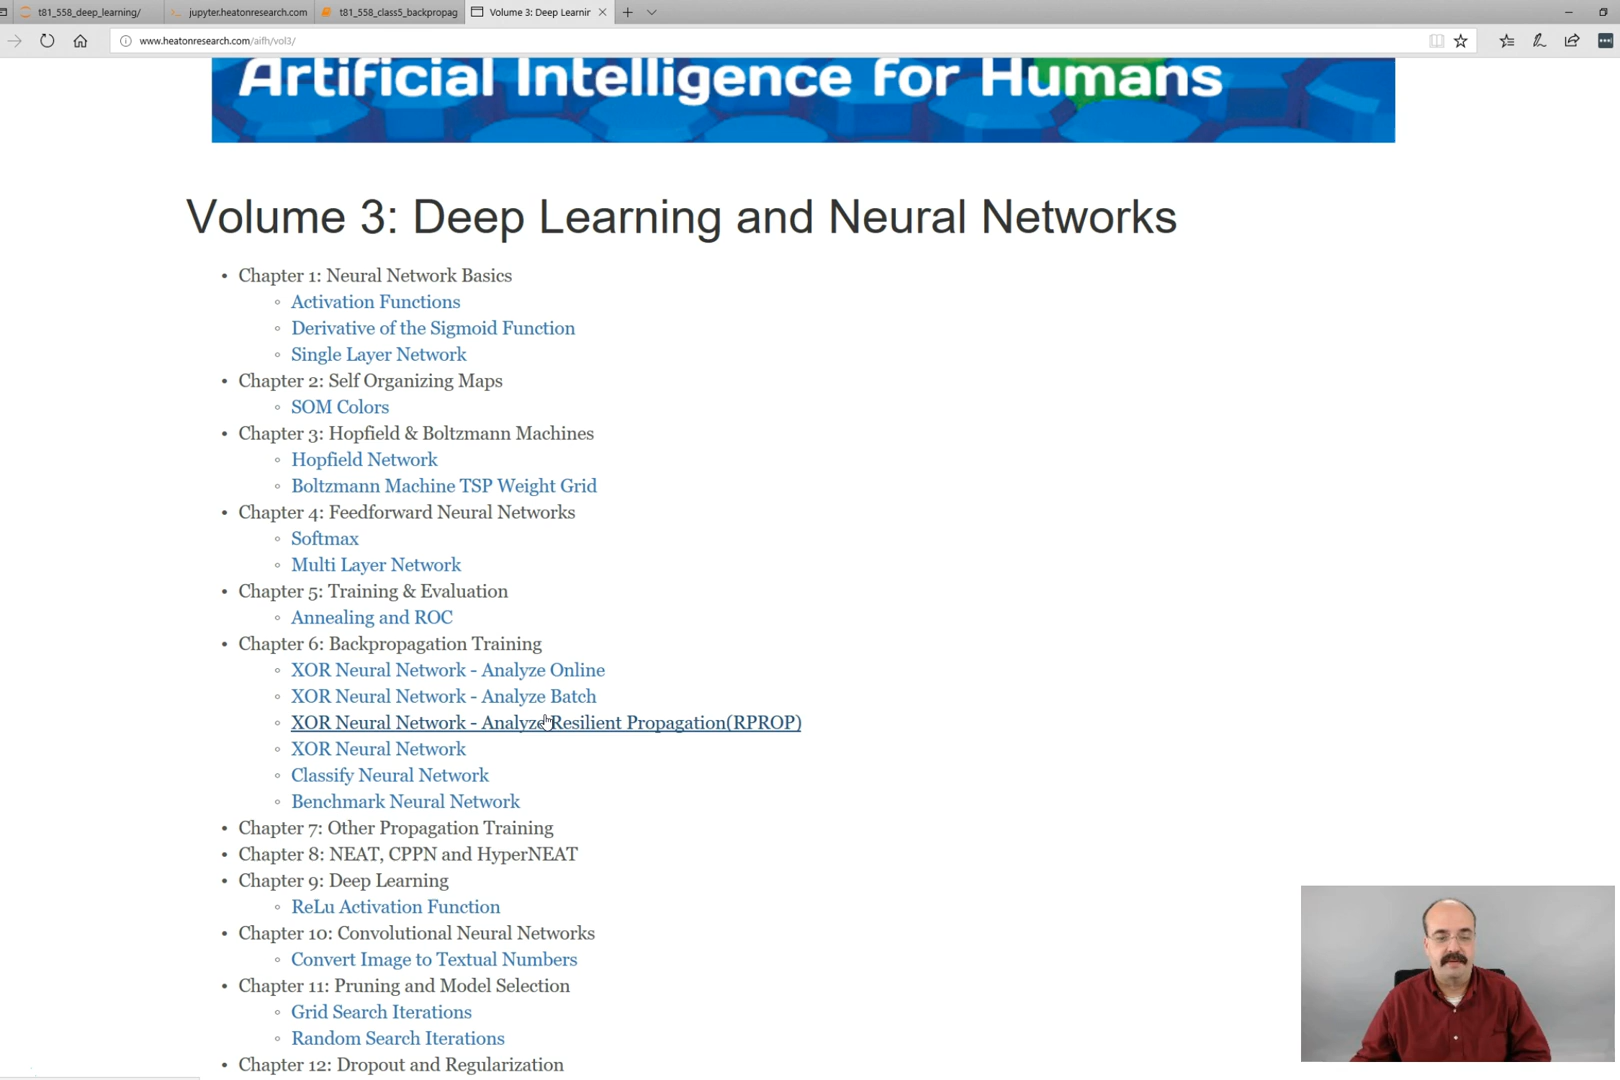 t81_558_deep_learning/
jupyter.heatonresearch.com
t81_558_class5_backpropag
Volume 3: Deep Learnin
www.heatonresearch.com/aifh/vol3/
Artificial Intelligence for Humans
Volume 3: Deep Learning and Neural Networks
Chapter 1: Neural Network Basics
Activation Functions
Derivative of the Sigmoid Function
Single Layer Network
Chapter 2: Self Organizing Maps
SOM Colors
Chapter 3: Hopfield & Boltzmann Machines
Hopfield Network
Boltzmann Machine TSP Weight Grid
Chapter 4: Feedforward Neural Networks
Softmax
Multi Layer Network
Chapter 5: Training & Evaluation
Annealing and ROC
Chapter 6: Backpropagation Training
XOR Neural Network - Analyze Online
XOR Neural Network - Analyze Batch
XOR Neural Network - Analyze Resilient Propagation(RPROP)
XOR Neural Network
Classify Neural Network
Benchmark Neural Network
Chapter 7: Other Propagation Training
Chapter 8: NEAT, CPPN and HyperNEAT
Chapter 9: Deep Learning
ReLu Activation Function
Chapter 10: Convolutional Neural Networks
Convert Image to Textual Numbers
Chapter 11: Pruning and Model Selection
Grid Search Iterations
Random Search Iterations
Chapter 12: Dropout and Regularization